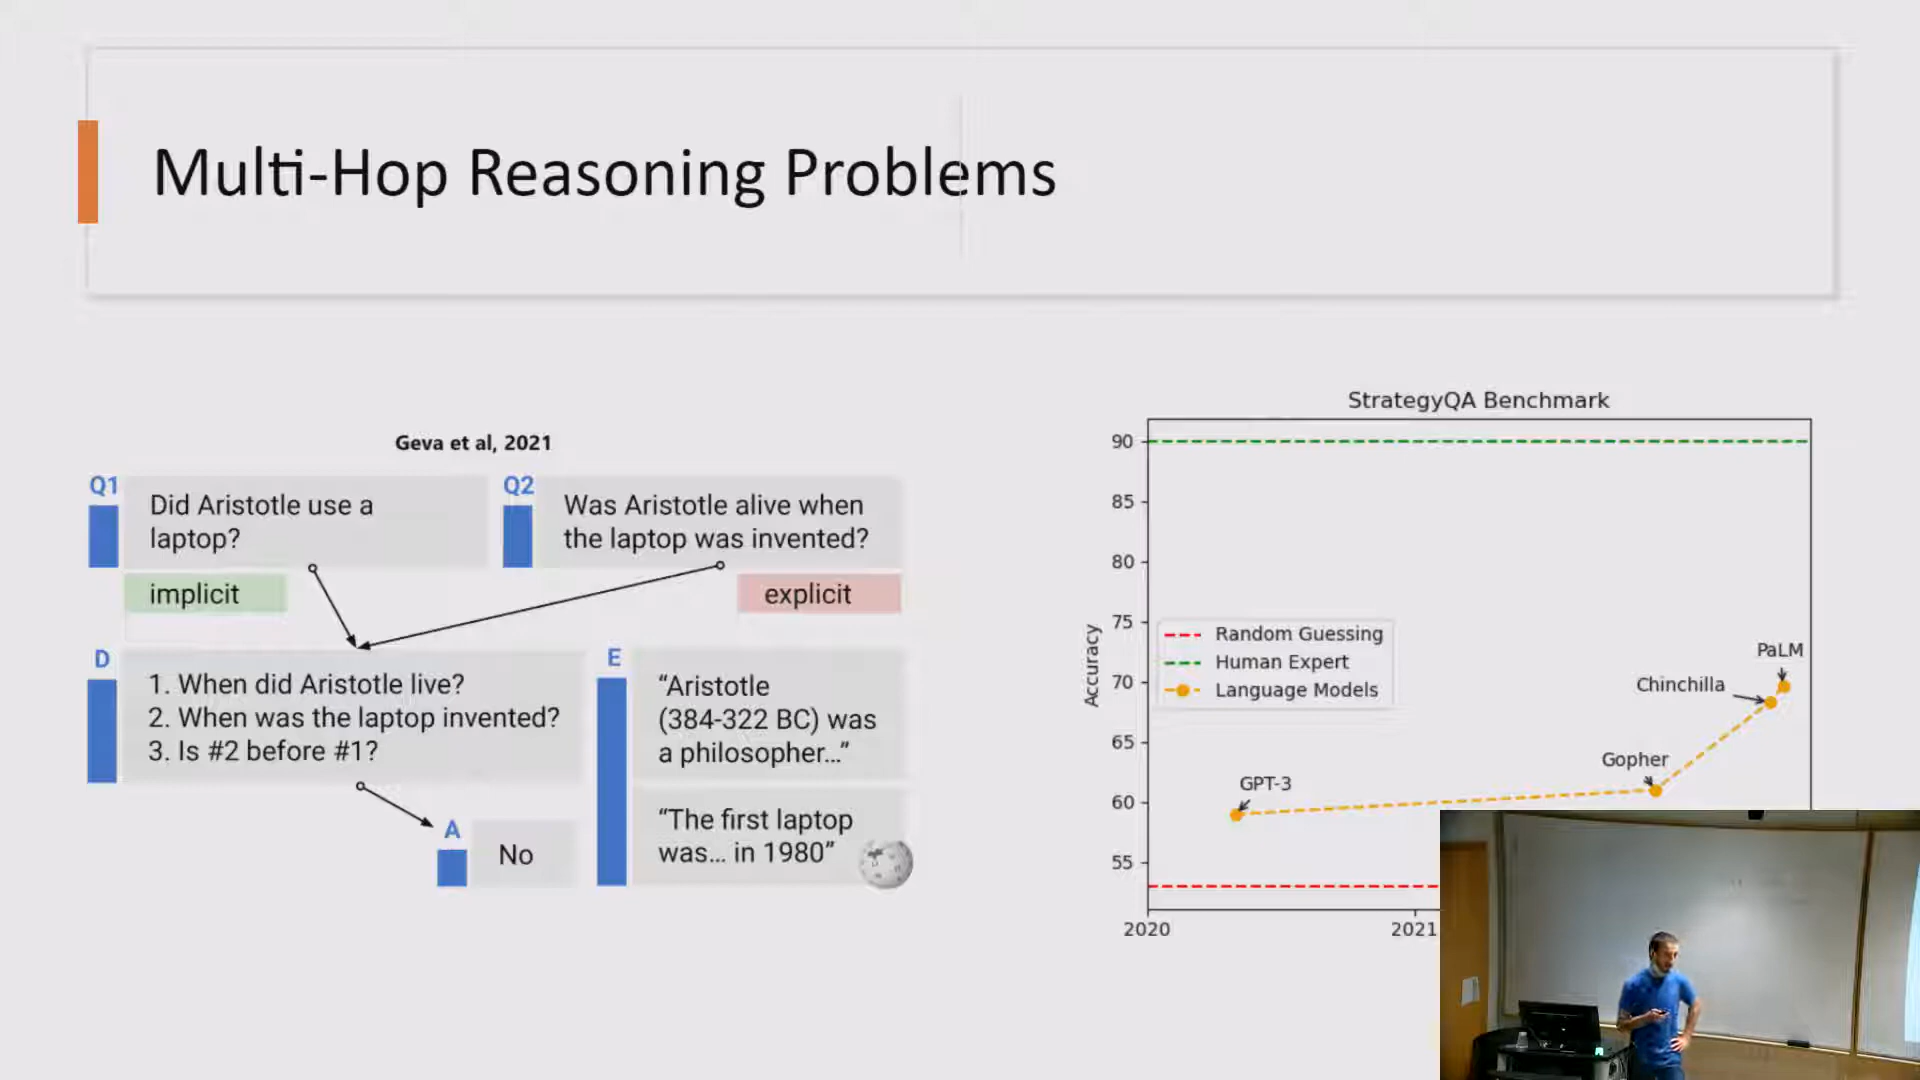 Multi-Hop Reasoning Problems
Geva et al, 2021
Q1
Did Aristotle use a
laptop?
implicit
Q2
Was Aristotle alive when
the laptop was invented?
explicit
D
1. When did Aristotle live?
2. When was the laptop invented?
3. Is #2 before #1?
E
“Aristotle
(384-322 BC) was
a philosopher...”
“The first laptop
was... in 1980”
A
No
StrategyQA Benchmark
Accuracy
90
85
80
75
70
65
60
55
Random Guessing
Human Expert
Language Models
GPT-3
Gopher
Chinchilla
PaLM
2020
2021